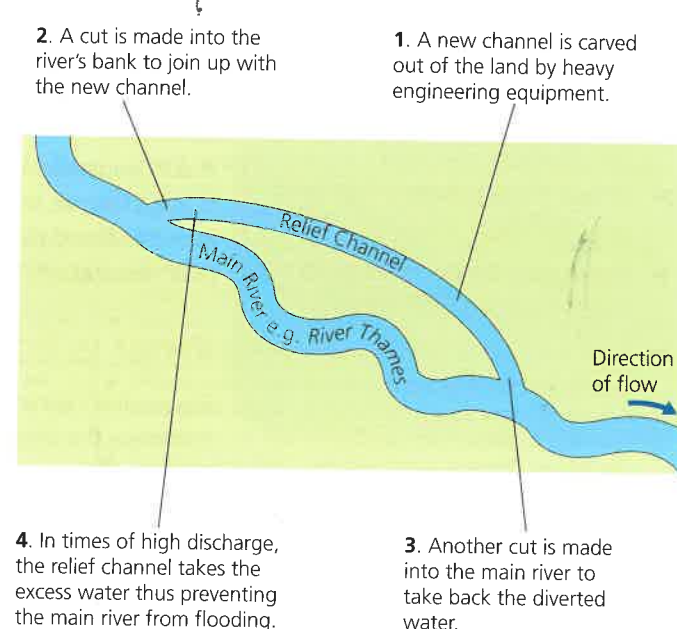 2. A cut is made into the
river's bank to join up with
the new channel.
1. A new channel is carved
out of the land by heavy
engineering equipment.
Relief Channel
Main River e.g. River Thames
Direction
of flow
4. In times of high discharge,
the relief channel takes the
excess water thus preventing
the main river from flooding.
3. Another cut is made
into the main river to
take back the diverted
water.